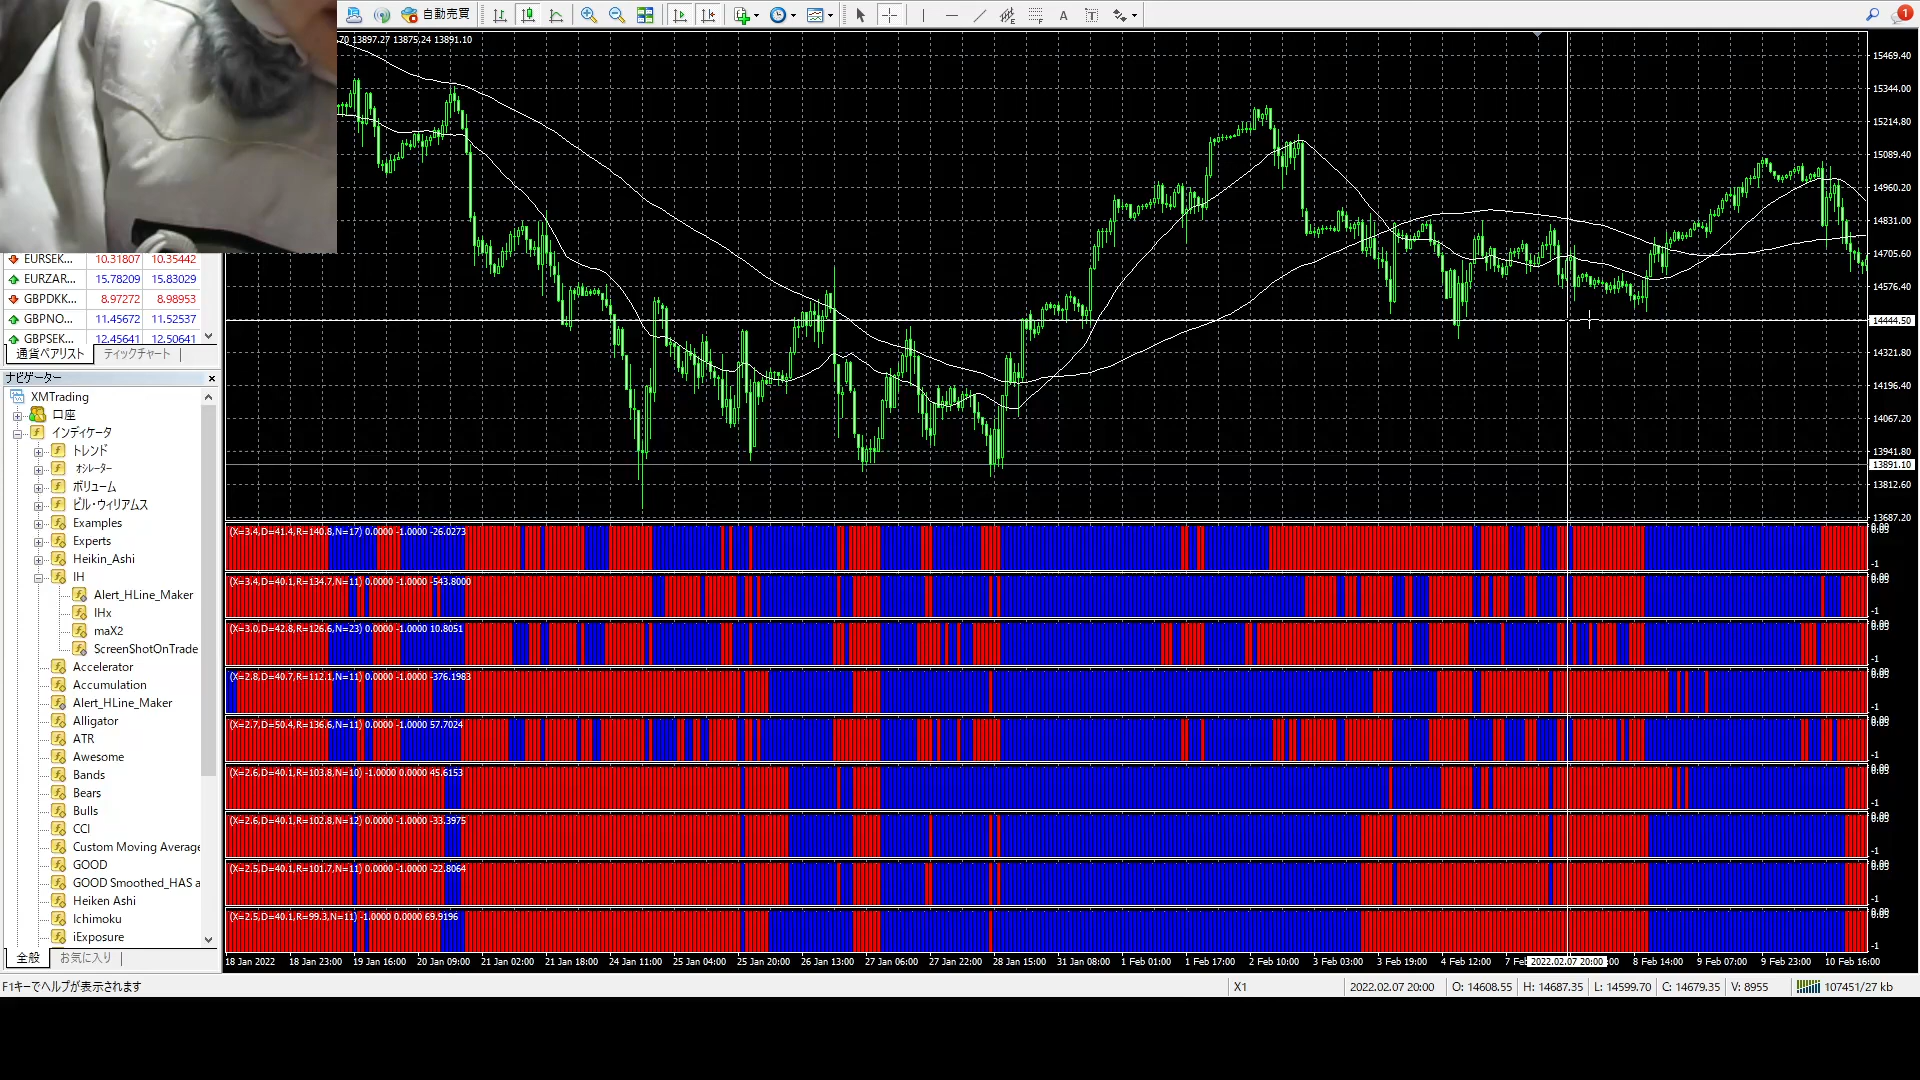 自動売買
1
.70 13897.27 13875.24 13891.10
15469.40
15344.00
15214.80
15089.40
14960.20
14831.00
14705.60
14576.40
14444.50
14321.80
14196.40
14067.20
13941.80
13891.10
13812.60
13687.20
EURSEK... 10.31807 10.35442
EURZAR... 15.78209 15.83029
GBPDKK... 8.97272 8.98953
GBPNO... 11.45672 11.52537
GBPSEK... 12.45641 12.50641
通貨ペアリスト ティックチャート
ナビゲーター
XMTrading
口座
インディケータ
トレンド
オシレーター
ボリューム
ビル・ウィリアムス
Examples
Experts
Heikin_Ashi
IH
Alert_HLine_Maker
IHx
maX2
ScreenShotOnTrade
Accelerator
Accumulation
Alert_HLine_Maker
Alligator
ATR
Awesome
Bands
Bears
Bulls
CCI
Custom Moving Average
GOOD
GOOD Smoothed_HAS a
Heiken Ashi
Ichimoku
iExposure
全般 お気に入り
(X=3.4,D=41.4,R=140.8,N=17) 0.0000 -1.0000 -26.0273
-1
(X=3.4,D=40.1,R=134.7,N=11) 0.0000 -1.0000 -543.8000
-1
(X=3.0,D=42.8,R=126.6,N=23) 0.0000 -1.0000 10.8051
-1
(X=2.8,D=40.7,R=112.1,N=11) 0.0000 -1.0000 -376.1983
-1
(X=2.7,D=50.4,R=136.6,N=11) 0.0000 -1.0000 57.7024
-1
(X=2.6,D=40.1,R=103.8,N=10) -1.0000 0.0000 45.6153
-1
(X=2.6,D=40.1,R=102.8,N=12) 0.0000 -1.0000 -33.3975
-1
(X=2.5,D=40.1,R=101.7,N=11) 0.0000 -1.0000 -22.8064
-1
(X=2.5,D=40.1,R=99.3,N=11) -1.0000 0.0000 69.9196
-1
18 Jan 2022 18 Jan 23:00 19 Jan 16:00 20 Jan 09:00 21 Jan 02:00 21 Jan 18:00 24 Jan 11:00 25 Jan 04:00 25 Jan 20:00 26 Jan 13:00 27 Jan 06:00 27 Jan 22:00 28 Jan 15:00 31 Jan 08:00 1 Feb 01:00 1 Feb 17:00 2 Feb 10:00 3 Feb 03:00 3 Feb 19:00 4 Feb 12:00 7 Feb 2022.02.07 20:00 8 Feb 14:00 9 Feb 07:00 9 Feb 23:00 10 Feb 16:00
F1キーでヘルプが表示されます X1 2022.02.07 20:00 O: 14608.55 H: 14687.35 L: 14599.70 C: 14679.35 V: 8955 107451/27 kb